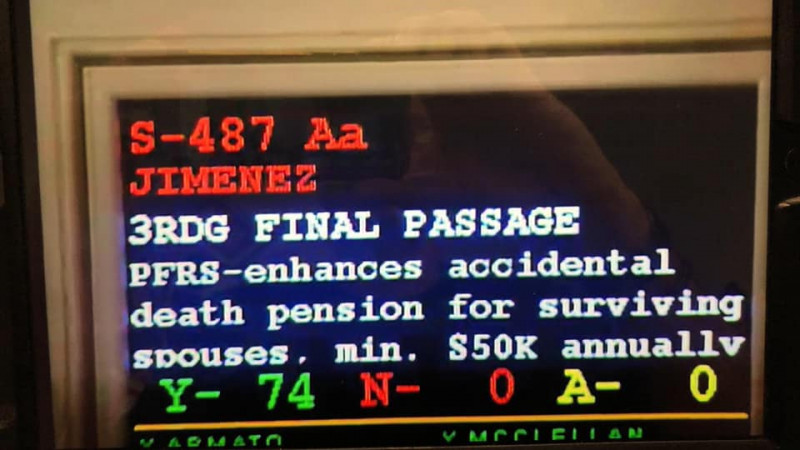 S-487 Aa
JIMENEZ
3RDG FINAL PASSAGE
PFRS-enhances accidental
death pension for surviving
spouses, min. $50K annually
Y- 74 N- 0 A- 0
Y ARMATO Y MCCLELLAN